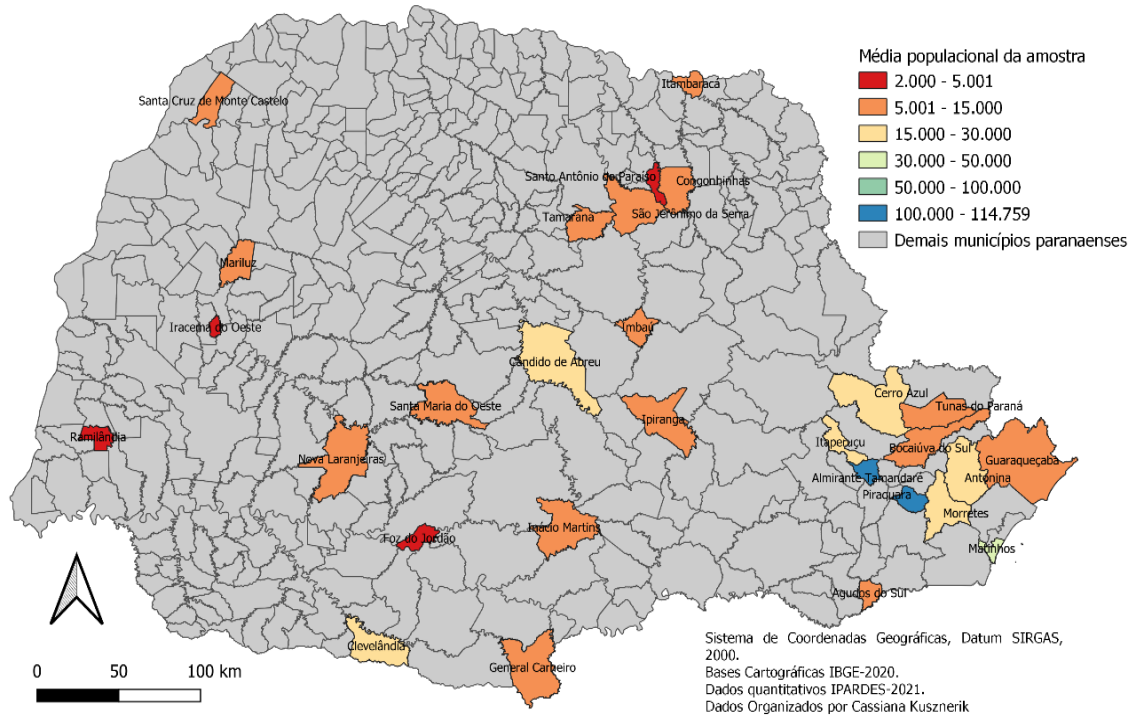 Média populacional da amostra
2.000 - 5.001
5.001 - 15.000
15.000 - 30.000
30.000 - 50.000
50.000 - 100.000
100.000 - 114.759
Demais municípios paranaenses
Itambaracá
Santa Cruz de Monte Castelo
Santo Antônio do Paraíso
Congonhinhas
Tamarana
São Jerônimo da Serra
Mariluz
Iracema do Oeste
Imbaú
Cândido de Abreu
Cerro Azul
Santa Maria do Oeste
Tunas do Paraná
Ipiranga
Ramilândia
Itaperuçu
Bocaiúva do Sul
Nova Laranjeiras
Guaraqueçaba
Almirante Tamandaré
Antonina
Piraquara
Morretes
Inácio Martins
Foz do Jordão
Matinhos
Agudos do Sul
Clevelândia
General Carneiro
0 50 100 km
Sistema de Coordenadas Geográficas, Datum SIRGAS,
2000.
Bases Cartográficas IBGE-2020.
Dados quantitativos IPARDES-2021.
Dados Organizados por Cassiana Kusznerik